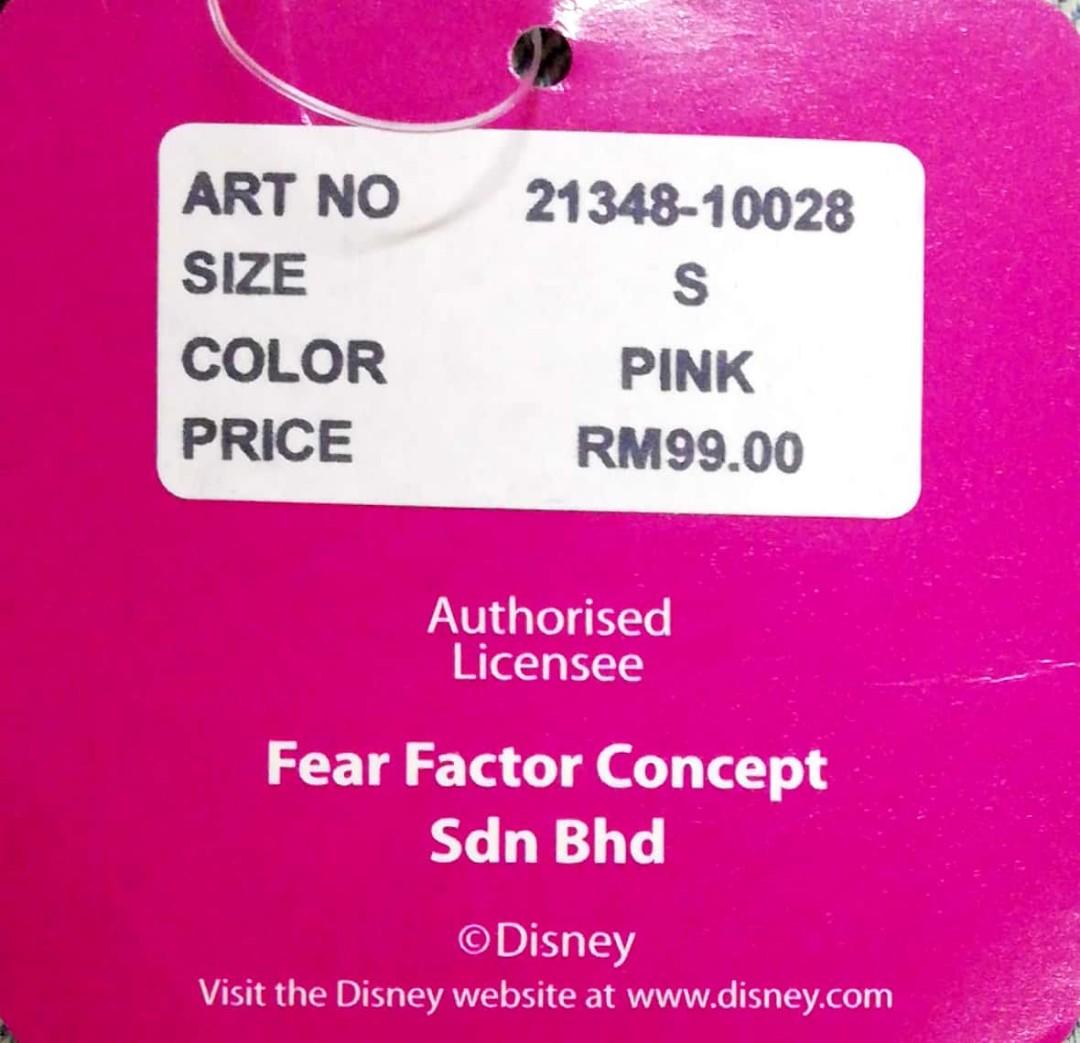 ART NO 21348-10028
SIZE S
COLOR PINK
PRICE RM99.00
Authorised
Licensee
Fear Factor Concept
Sdn Bhd
©Disney
Visit the Disney website at www.disney.com